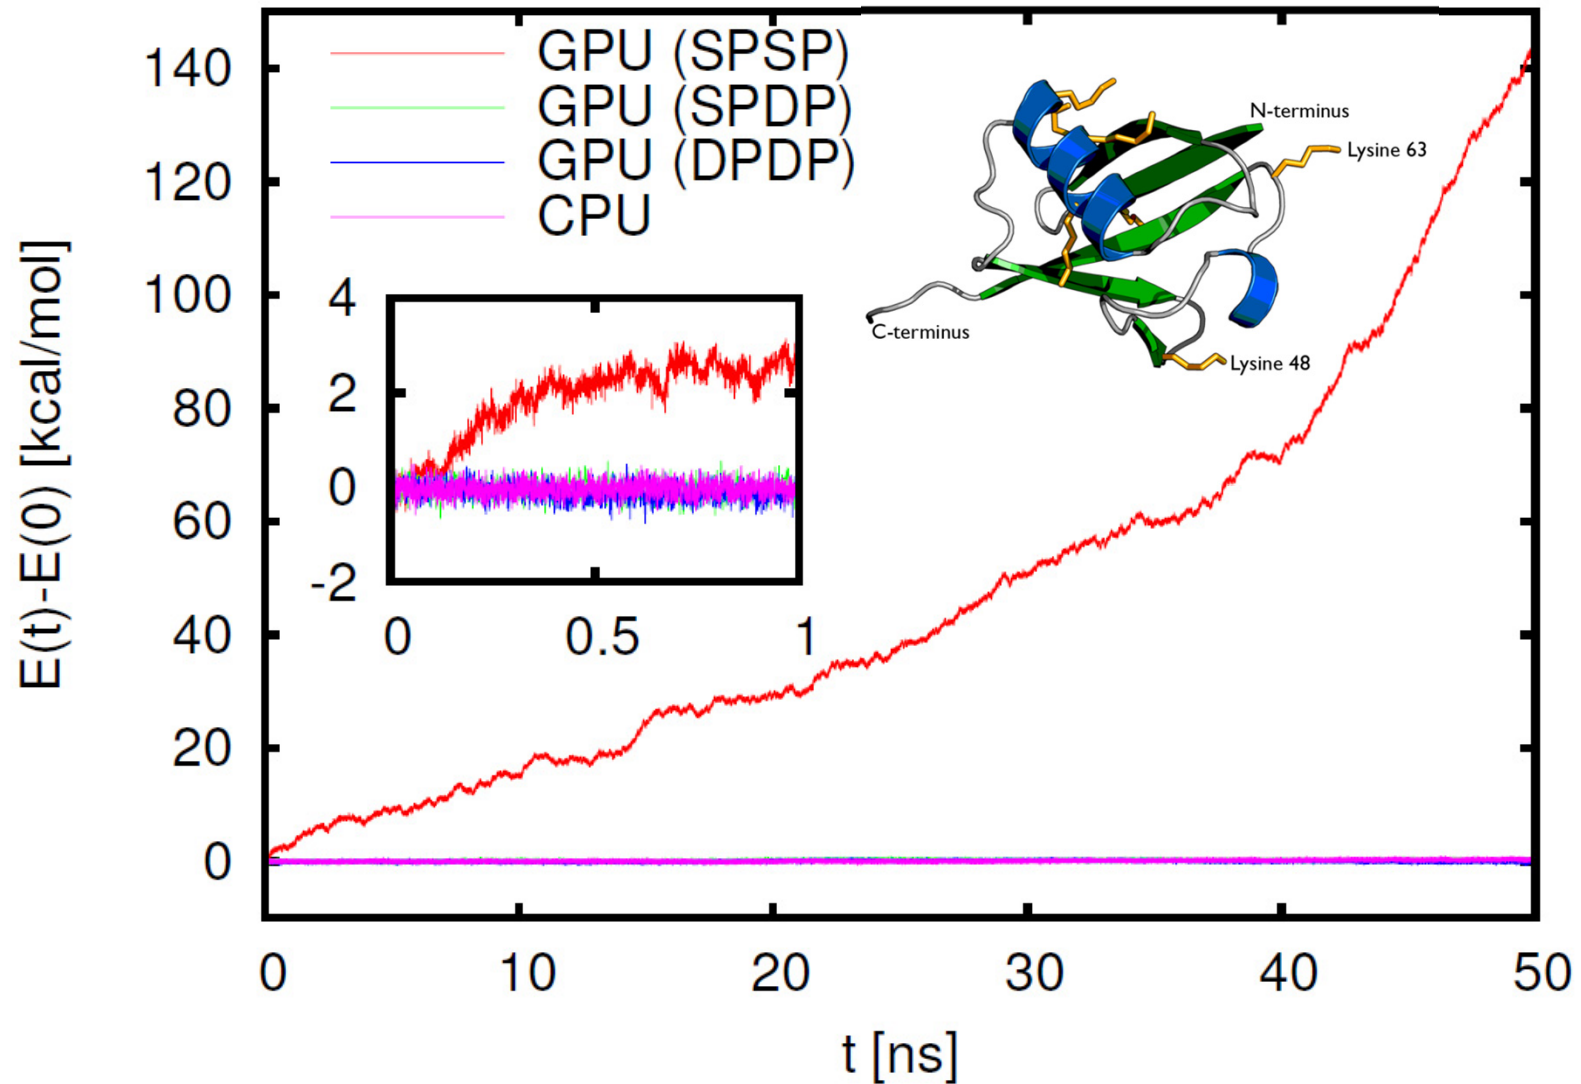 GPU (SPSP)
GPU (SPDP)
GPU (DPDP)
CPU
N-terminus
Lysine 63
C-terminus
Lysine 48
E(t)-E(0) [kcal/mol]
140
120
100
80
60
40
20
0
4
2
0
-2
0 0.5 1
0 10 20 30 40 50
t [ns]